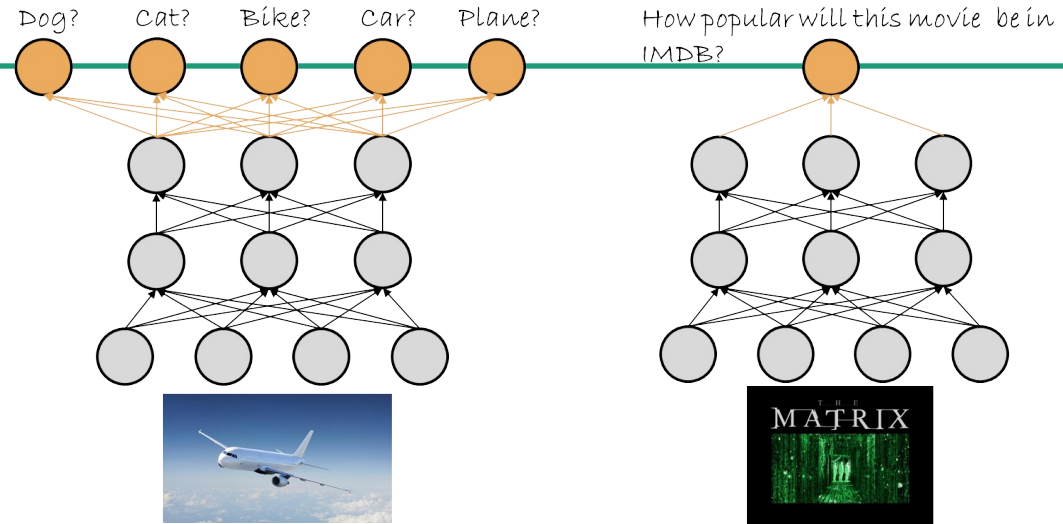 Dog? Cat? Bike? Car? Plane?
How popular will this movie be in
IMDB?
THE
MATRIX